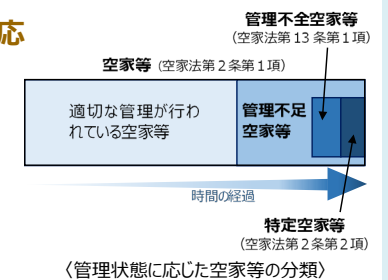 応
管理不全空家等
(空家法第13条第1項)
空家等 (空家法第2条第1項)
適切な管理が行わ
れている空家等
管理不足
空家等
時間の経過
特定空家等
(空家法第2条第2項)
〈管理状態に応じた空家等の分類〉